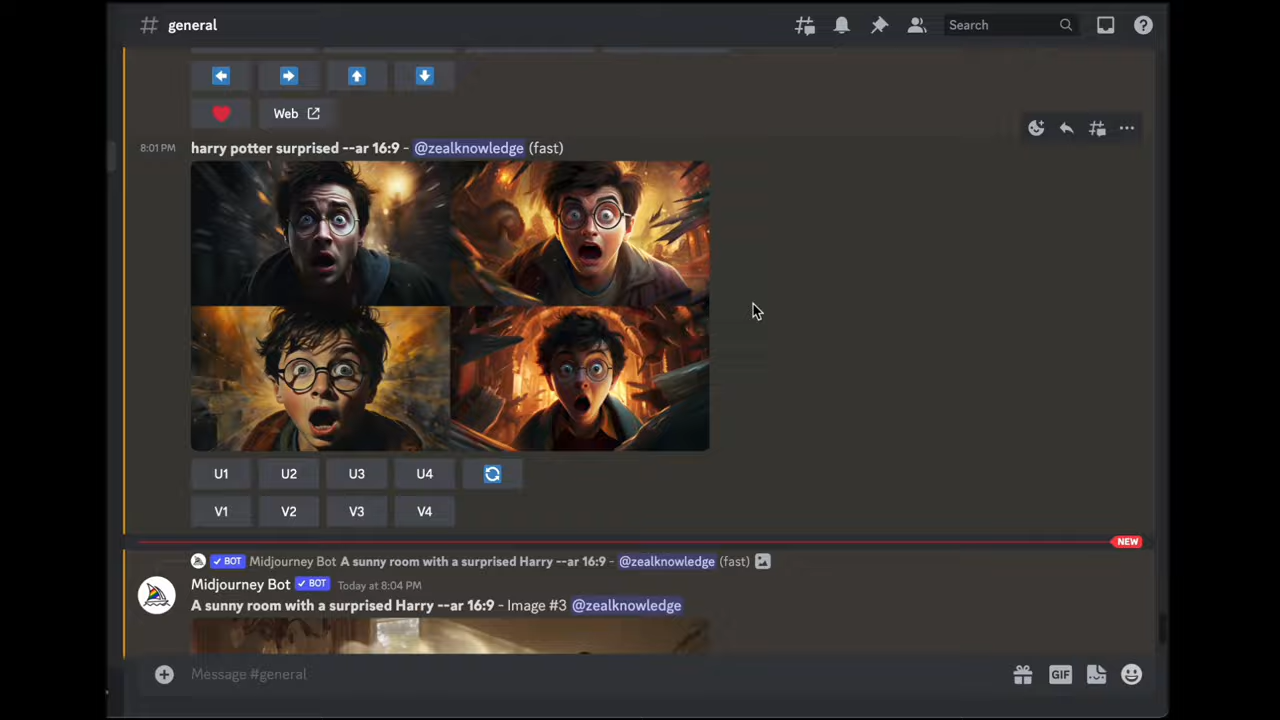 general
Search
Web
8:01 PM
harry potter surprised --ar 16:9 - @zealknowledge (fast)
U1 U2 U3 U4
V1 V2 V3 V4
NEW
BOT Midjourney Bot A sunny room with a surprised Harry --ar 16:9 - @zealknowledge (fast)
Midjourney Bot BOT Today at 8:04 PM
A sunny room with a surprised Harry --ar 16:9 - Image #3 @zealknowledge
Message #general
GIF